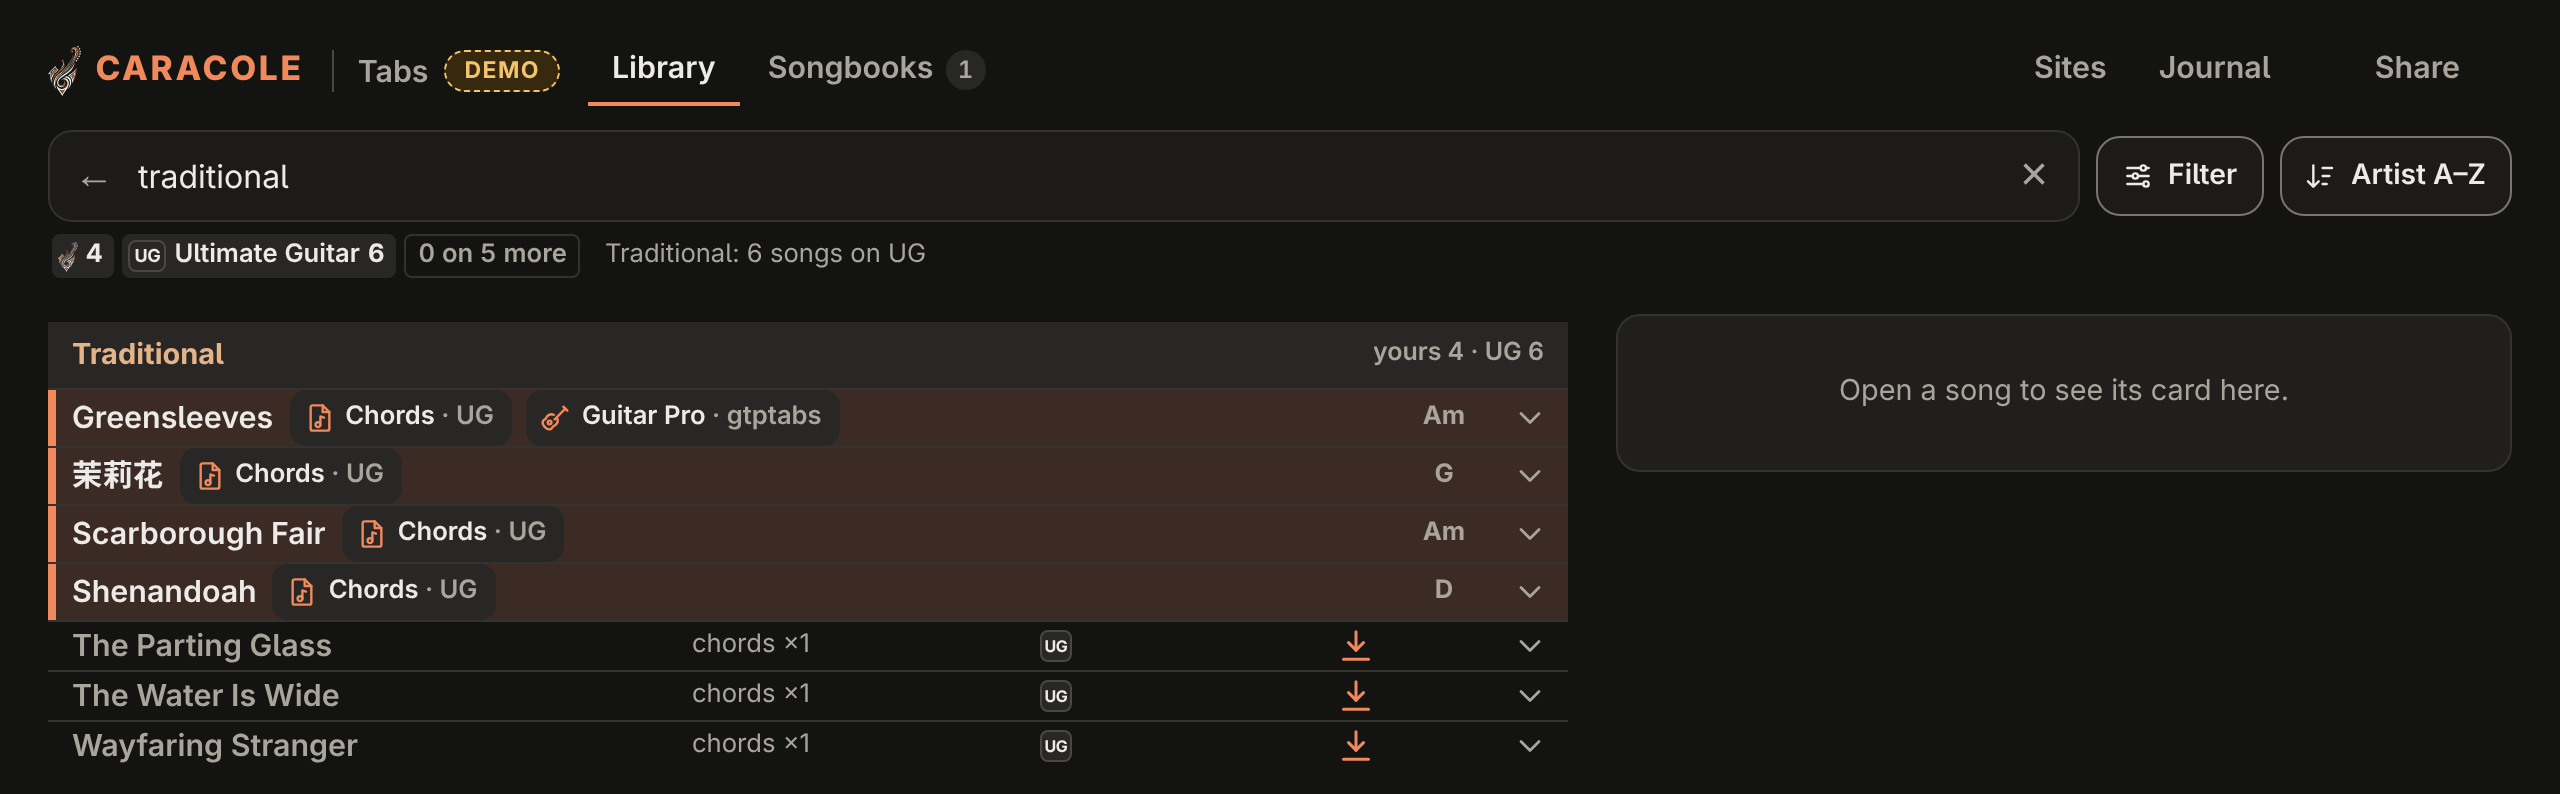 CARACOLE Tabs DEMO Library Songbooks 1 Sites Journal Share
← traditional × Filter Artist A–Z
4 UG Ultimate Guitar 6 0 on 5 more Traditional: 6 songs on UG
Traditional yours 4 · UG 6
Greensleeves Chords · UG Guitar Pro · gtptabs Am
茉莉花 Chords · UG G
Scarborough Fair Chords · UG Am
Shenandoah Chords · UG D
The Parting Glass chords ×1 UG
The Water Is Wide chords ×1 UG
Wayfaring Stranger chords ×1 UG
Open a song to see its card here.